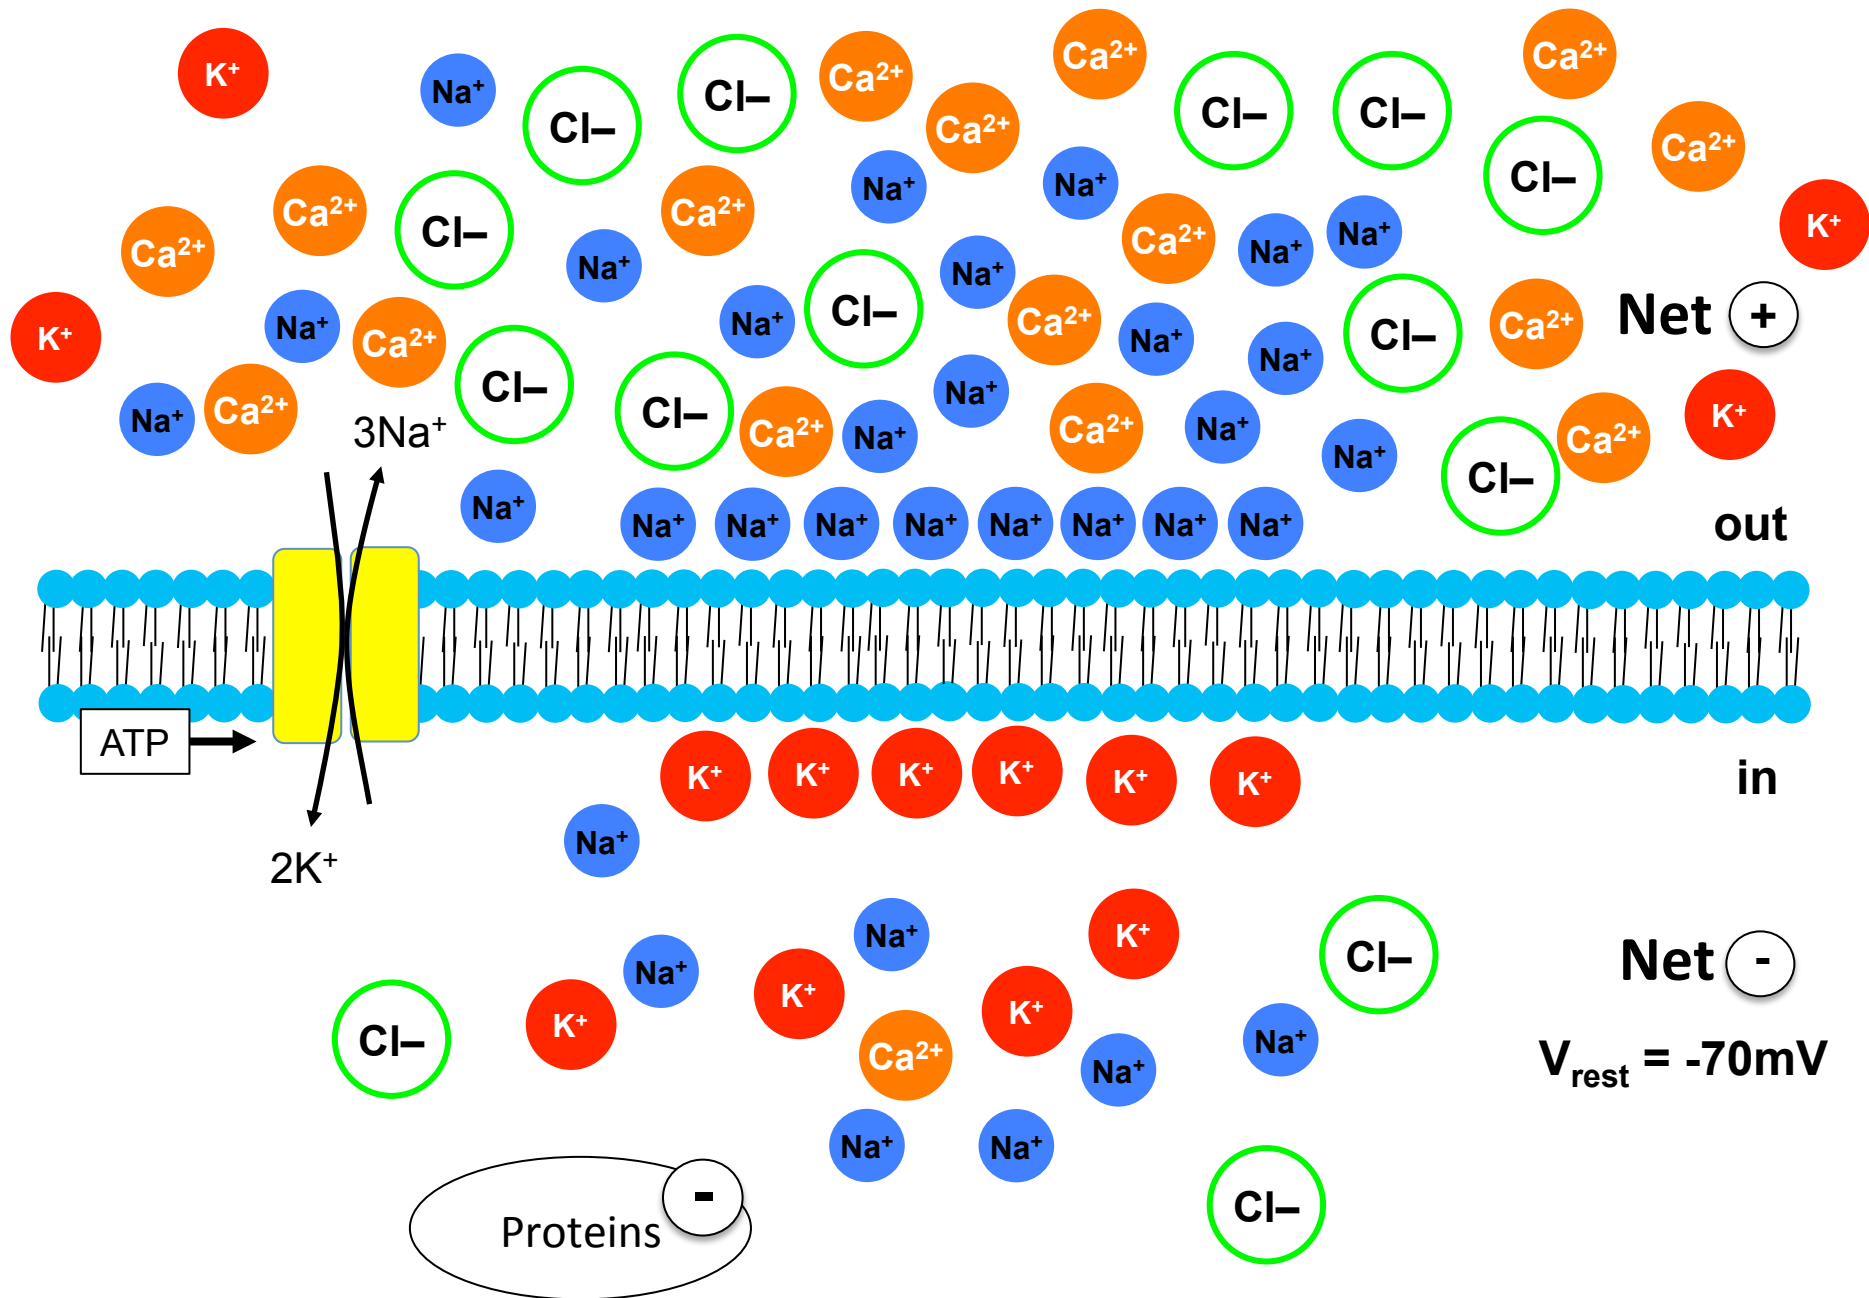 K⁺
Na⁺
Cl–
Cl–
Ca²⁺
Ca²⁺
Ca²⁺
Cl–
Cl–
Ca²⁺
Cl–
Ca²⁺
Ca²⁺
Ca²⁺
Cl–
Na⁺
Ca²⁺
Na⁺
Na⁺
Ca²⁺
Na⁺
Na⁺
K⁺
K⁺
Na⁺
Ca²⁺
Cl–
Na⁺
Cl–
Na⁺
Ca²⁺
Na⁺
Na⁺
Cl–
Ca²⁺
Net +
Na⁺
Ca²⁺
Cl–
Ca²⁺
Na⁺
Na⁺
Ca²⁺
Na⁺
Na⁺
Cl–
Ca²⁺
K⁺
3Na⁺
Na⁺
Na⁺ Na⁺ Na⁺ Na⁺ Na⁺ Na⁺ Na⁺ Na⁺
out
ATP
K⁺ K⁺ K⁺ K⁺ K⁺ K⁺
in
2K⁺
Na⁺
Na⁺
K⁺
Cl–
Net -
Na⁺
K⁺
K⁺
Cl–
K⁺
Ca²⁺
Na⁺
Na⁺
V_rest = -70mV
Na⁺
Na⁺
Cl–
-
Proteins